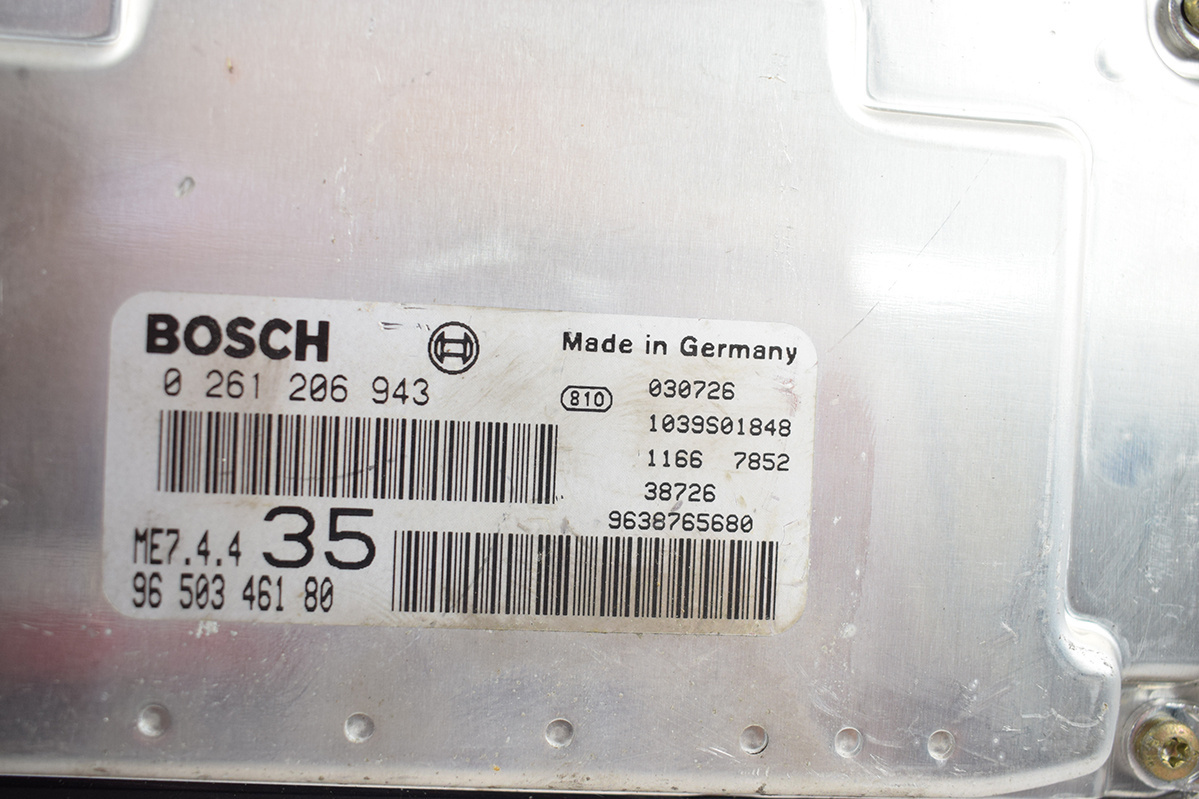 BOSCH
Made in Germany
0 261 206 943
810
030726
1039S01848
1166 7852
38726
9638765680
ME7.4.4 35
96 503 461 80